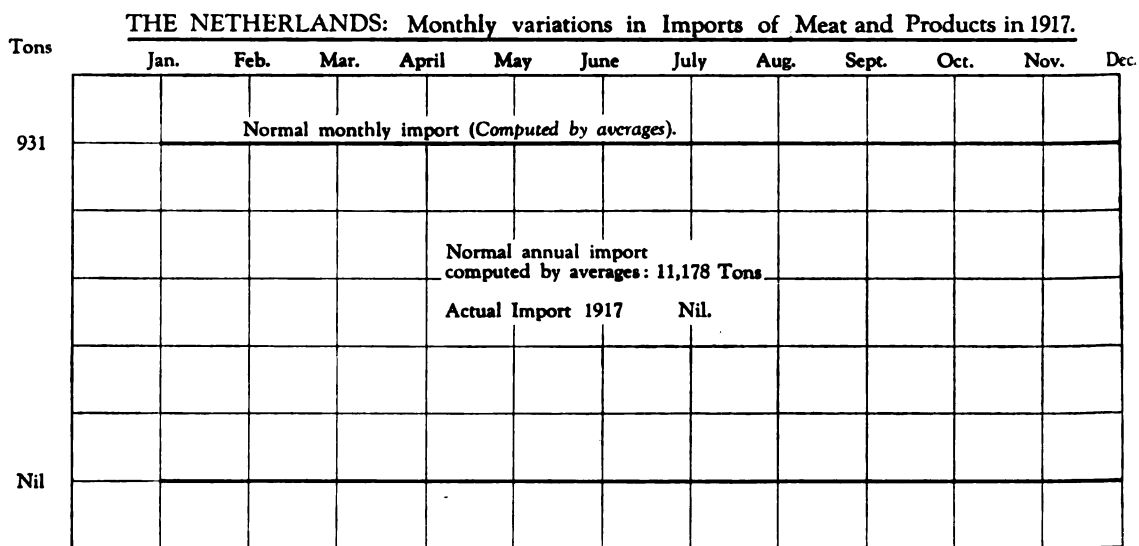 THE NETHERLANDS: Monthly variations in Imports of Meat and Products in 1917.
Tons
Jan. Feb. Mar. April May June July Aug. Sept. Oct. Nov. Dec.
Normal monthly import (Computed by averages).
931
Normal annual import
computed by averages: 11,178 Tons
Actual Import 1917 Nil.
Nil